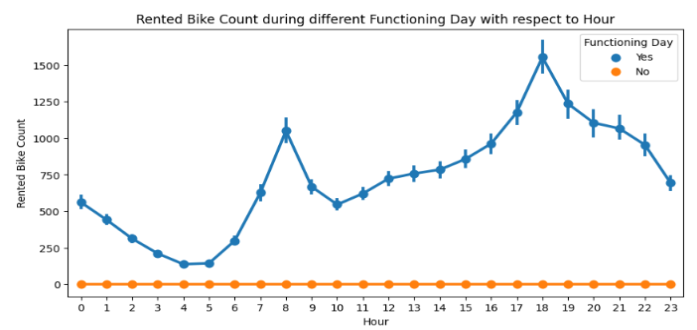 Rented Bike Count during different Functioning Day with respect to Hour
Functioning Day
Yes
No
Rented Bike Count
1500
1250
1000
750
500
250
0
0 1 2 3 4 5 6 7 8 9 10 11 12 13 14 15 16 17 18 19 20 21 22 23
Hour